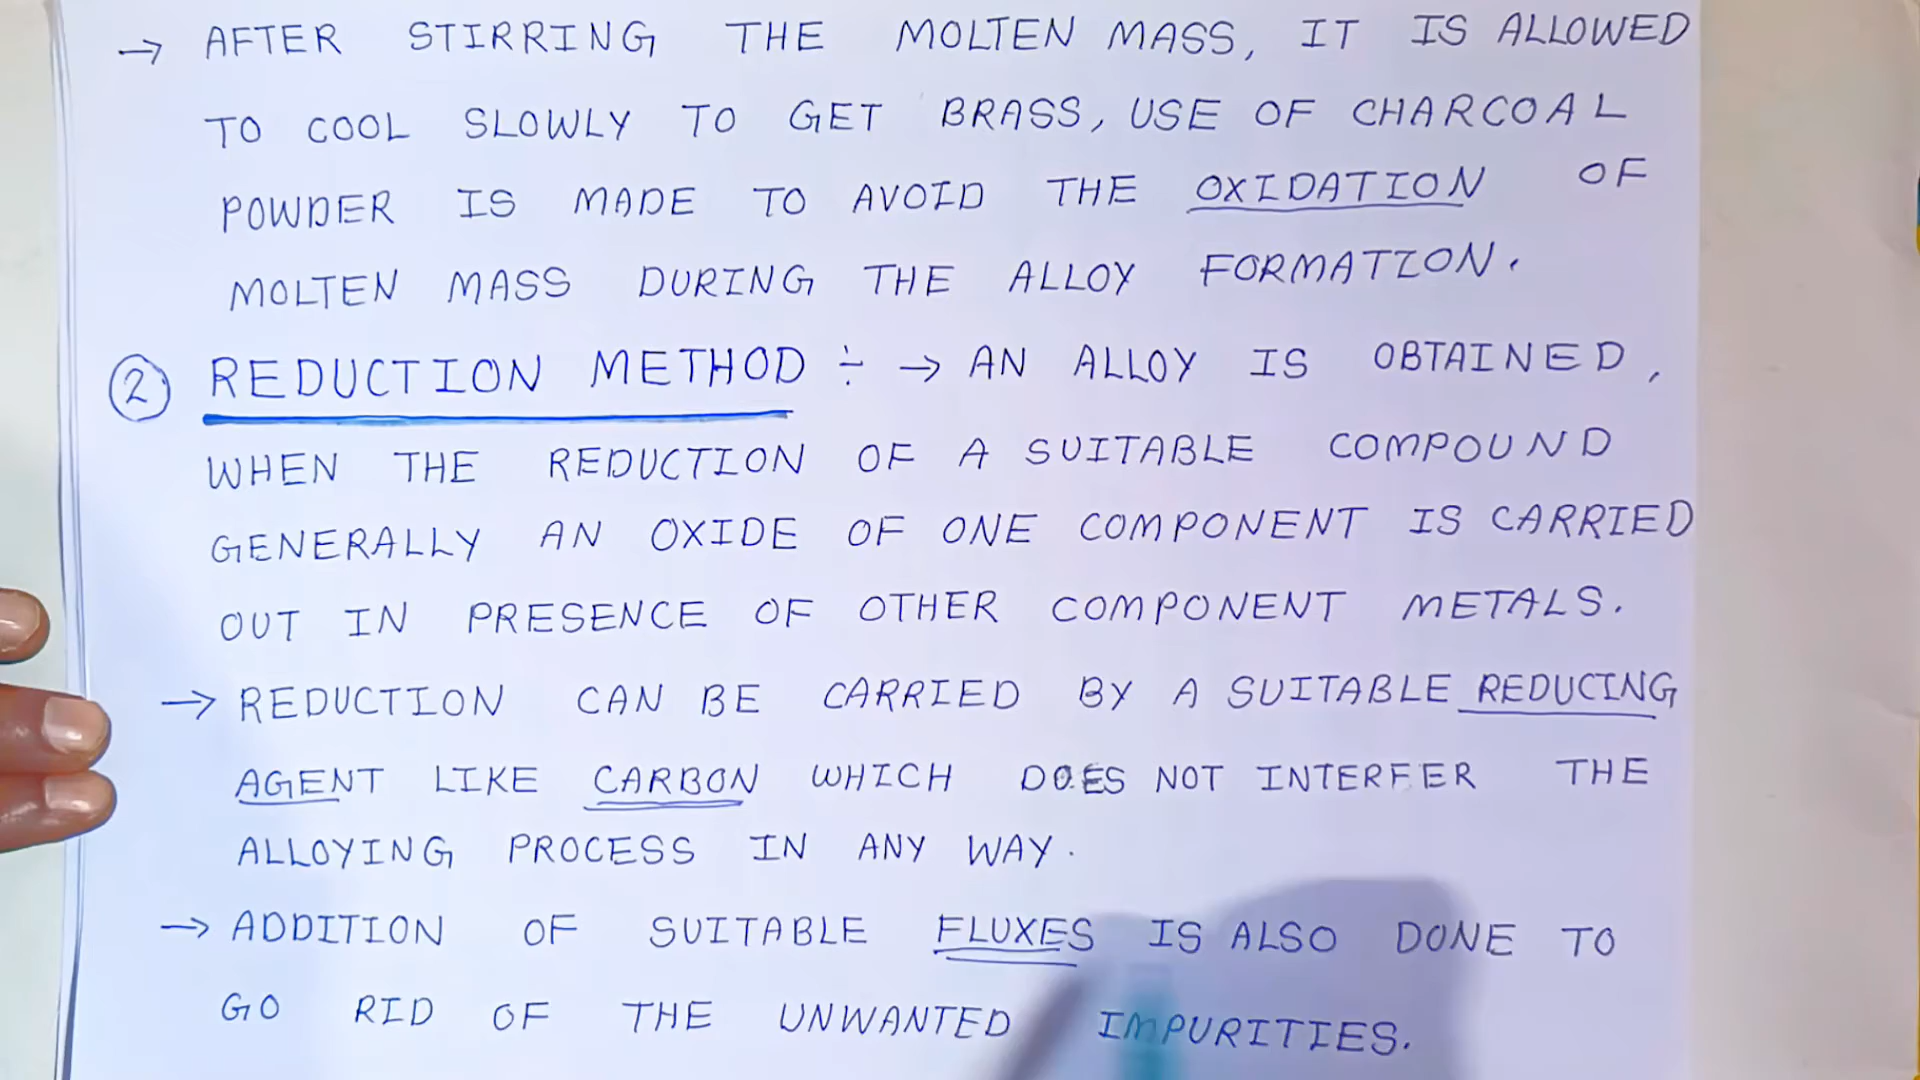 → AFTER STIRRING THE MOLTEN MASS, IT IS ALLOWED
TO COOL SLOWLY TO GET BRASS, USE OF CHARCOAL
POWDER IS MADE TO AVOID THE OXIDATION OF
MOLTEN MASS DURING THE ALLOY FORMATION.
② REDUCTION METHOD ÷ → AN ALLOY IS OBTAINED,
WHEN THE REDUCTION OF A SUITABLE COMPOUND
GENERALLY AN OXIDE OF ONE COMPONENT IS CARRIED
OUT IN PRESENCE OF OTHER COMPONENT METALS.
→ REDUCTION CAN BE CARRIED BY A SUITABLE REDUCING
AGENT LIKE CARBON WHICH DOES NOT INTERFER THE
ALLOYING PROCESS IN ANY WAY.
→ ADDITION OF SUITABLE FLUXES IS ALSO DONE TO
GO RID OF THE UNWANTED IMPURITIES.